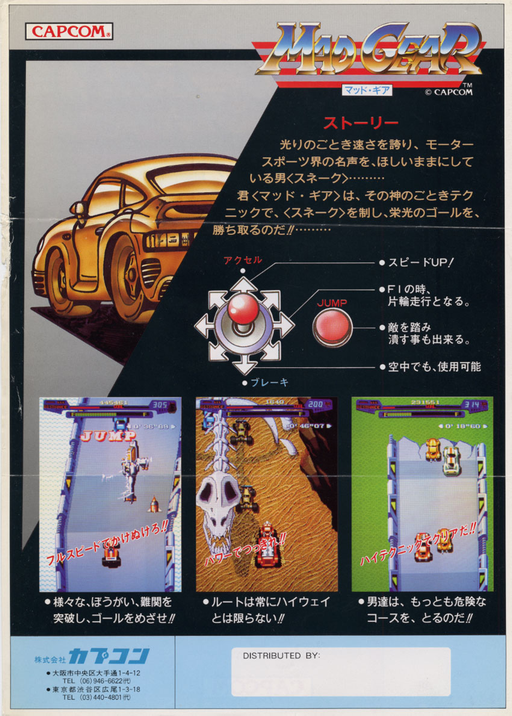 CAPCOM®
MAD GEAR
マッド・ギア
TM
© CAPCOM
ストーリー
光りのごとき速さを誇り、モーター
スポーツ界の名声を、ほしいままにして
いる男〈スネーク〉………
君〈マッド・ギア〉は、その神のごときテク
ニックで、〈スネーク〉を制し、栄光のゴールを、
勝ち取るのだ!!………
アクセル
●スピードUP!
●F1の時、
片輪走行となる。
JUMP
●敵を踏み
潰す事も出来る。
●空中でも、使用可能
●ブレーキ
305
JUMP
フルスピードでかけぬけろ!!
200
0'46"07
パワーでつっきれ!!
231551
314
0'18"60
ハイテクニックでクリアだ!!
●様々な、ぼうがい、難関を
突破し、ゴールをめざせ!!
●ルートは常にハイウェイ
とは限らない!!
●男達は、もっとも危険な
コースを、とるのだ!!
株式会社 カプコン
●大阪市中央区大手通1-4-12
TEL (06)946-6622㈹
●東京都渋谷区広尾1-3-18
TEL (03)440-4801㈹
DISTRIBUTED BY: